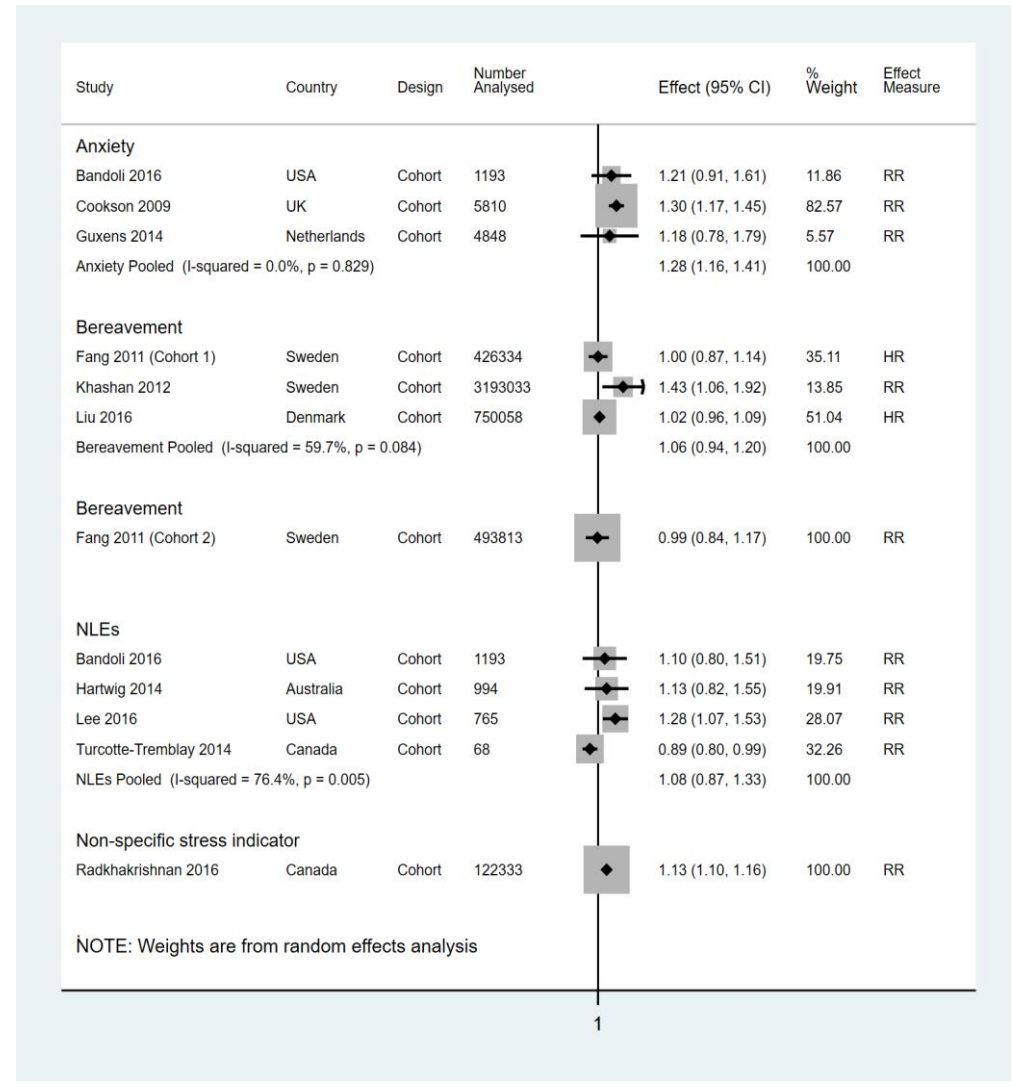 Study Country Design Number Analysed Effect (95% CI) % Weight Effect Measure
Anxiety
Bandoli 2016 USA Cohort 1193 1.21 (0.91, 1.61) 11.86 RR
Cookson 2009 UK Cohort 5810 1.30 (1.17, 1.45) 82.57 RR
Guxens 2014 Netherlands Cohort 4848 1.18 (0.78, 1.79) 5.57 RR
Anxiety Pooled (I-squared = 0.0%, p = 0.829) 1.28 (1.16, 1.41) 100.00
Bereavement
Fang 2011 (Cohort 1) Sweden Cohort 426334 1.00 (0.87, 1.14) 35.11 HR
Khashan 2012 Sweden Cohort 3193033 1.43 (1.06, 1.92) 13.85 RR
Liu 2016 Denmark Cohort 750058 1.02 (0.96, 1.09) 51.04 HR
Bereavement Pooled (I-squared = 59.7%, p = 0.084) 1.06 (0.94, 1.20) 100.00
Bereavement
Fang 2011 (Cohort 2) Sweden Cohort 493813 0.99 (0.84, 1.17) 100.00 RR
NLEs
Bandoli 2016 USA Cohort 1193 1.10 (0.80, 1.51) 19.75 RR
Hartwig 2014 Australia Cohort 994 1.13 (0.82, 1.55) 19.91 RR
Lee 2016 USA Cohort 765 1.28 (1.07, 1.53) 28.07 RR
Turcotte-Tremblay 2014 Canada Cohort 68 0.89 (0.80, 0.99) 32.26 RR
NLEs Pooled (I-squared = 76.4%, p = 0.005) 1.08 (0.87, 1.33) 100.00
Non-specific stress indicator
Radkhakrishnan 2016 Canada Cohort 122333 1.13 (1.10, 1.16) 100.00 RR
NOTE: Weights are from random effects analysis
1